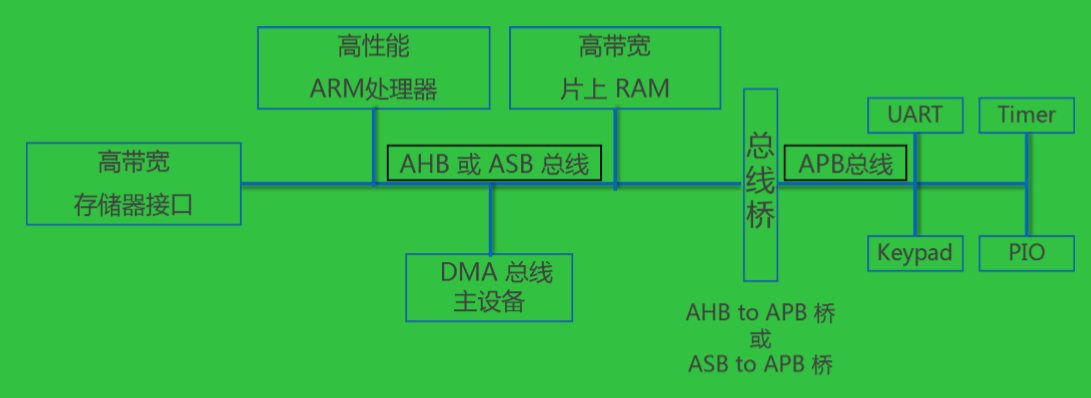 高性能
ARM处理器
高带宽
片上 RAM
高带宽
存储器接口
AHB 或 ASB 总线
DMA 总线
主设备
总线桥
AHB to APB 桥
或
ASB to APB 桥
APB总线
UART
Timer
Keypad
PIO